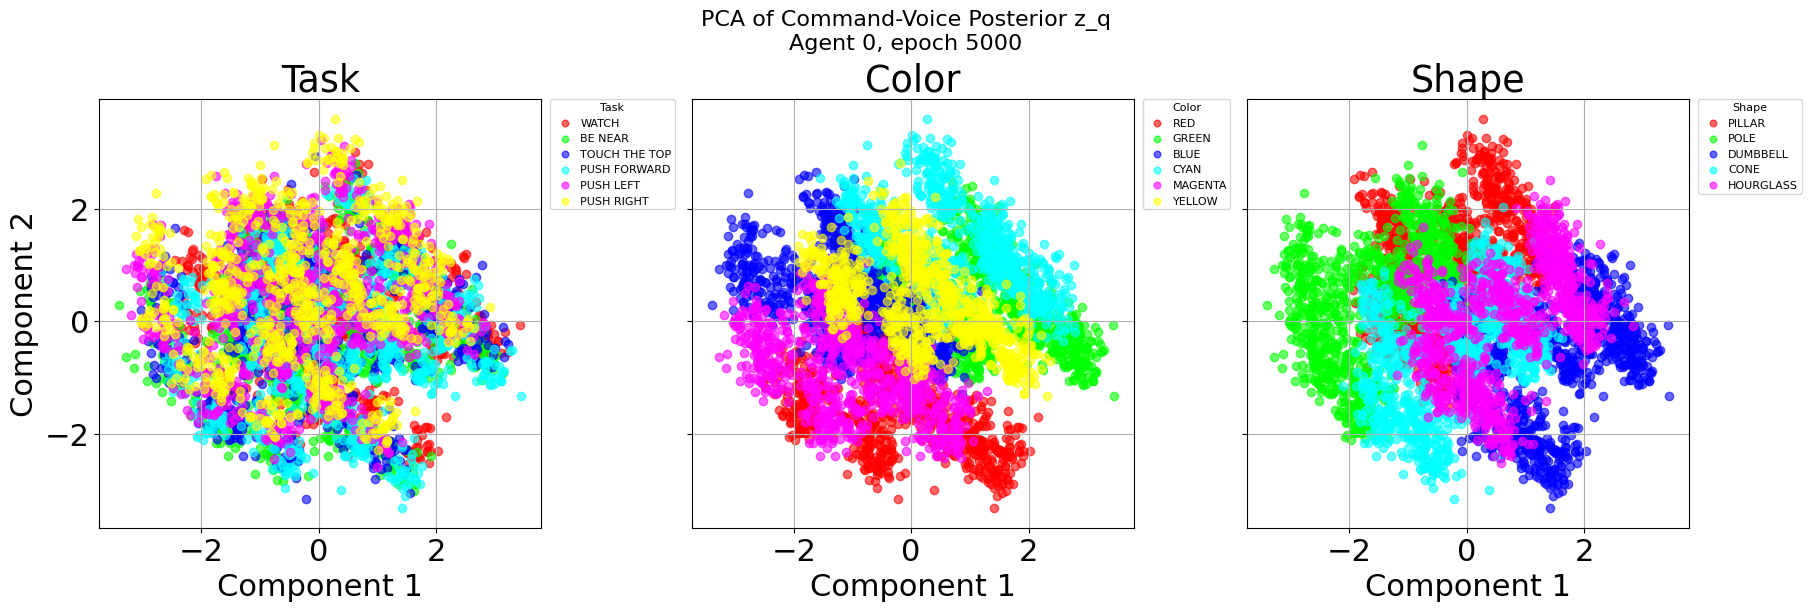 PCA of Command-Voice Posterior z_q
Agent 0, epoch 5000
Task
Color
Shape
Task
WATCH
BE NEAR
TOUCH THE TOP
PUSH FORWARD
PUSH LEFT
PUSH RIGHT
Color
RED
GREEN
BLUE
CYAN
MAGENTA
YELLOW
Shape
PILLAR
POLE
DUMBBELL
CONE
HOURGLASS
Component 2
2
0
−2
−2 0 2
−2 0 2
−2 0 2
Component 1
Component 1
Component 1